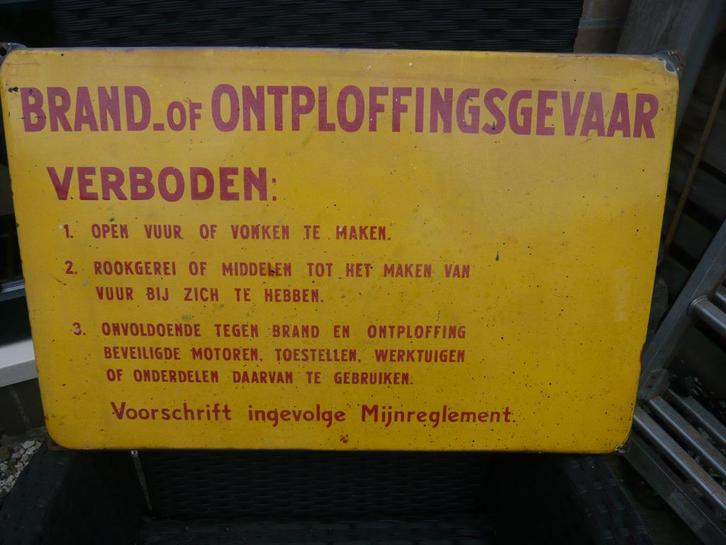 BRAND- OF ONTPLOFFINGSGEVAAR
VERBODEN:
1. OPEN VUUR OF VONKEN TE MAKEN.
2. ROOKGEREI OF MIDDELEN TOT HET MAKEN VAN
VUUR BIJ ZICH TE HEBBEN.
3. ONVOLDOENDE TEGEN BRAND EN ONTPLOFFING
BEVEILIGDE MOTOREN, TOESTELLEN, WERKTUIGEN
OF ONDERDELEN DAARVAN TE GEBRUIKEN.
Voorschrift ingevolge Mijnreglement.